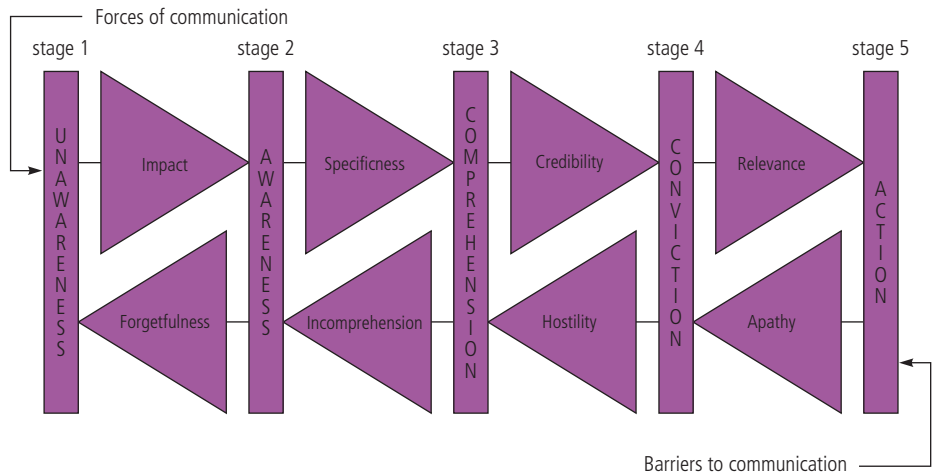 Forces of communication
stage 1
stage 2
stage 3
stage 4
stage 5
UNAWARENESS
Impact
AWARENESS
Specificness
COMPREHENSION
Credibility
CONVICTION
Relevance
ACTION
Forgetfulness
Incomprehension
Hostility
Apathy
Barriers to communication